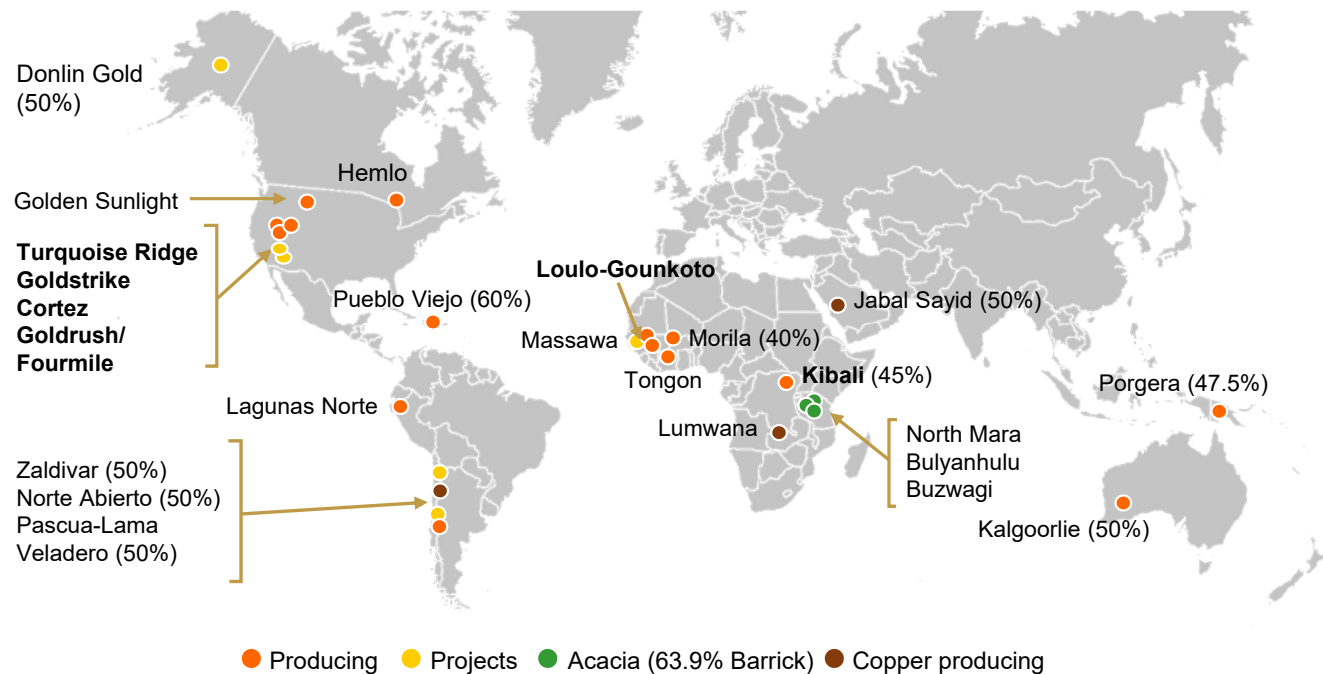 Donlin Gold
(50%)
Hemlo
Golden Sunlight
Turquoise Ridge
Goldstrike
Cortez
Goldrush/
Fourmile
Pueblo Viejo (60%)
Lagunas Norte
Zaldivar (50%)
Norte Abierto (50%)
Pascua-Lama
Veladero (50%)
Loulo-Gounkoto
Massawa
Morila (40%)
Tongon
Jabal Sayid (50%)
Kibali (45%)
Lumwana
North Mara
Bulyanhulu
Buzwagi
Porgera (47.5%)
Kalgoorlie (50%)
Producing
Projects
Acacia (63.9% Barrick)
Copper producing